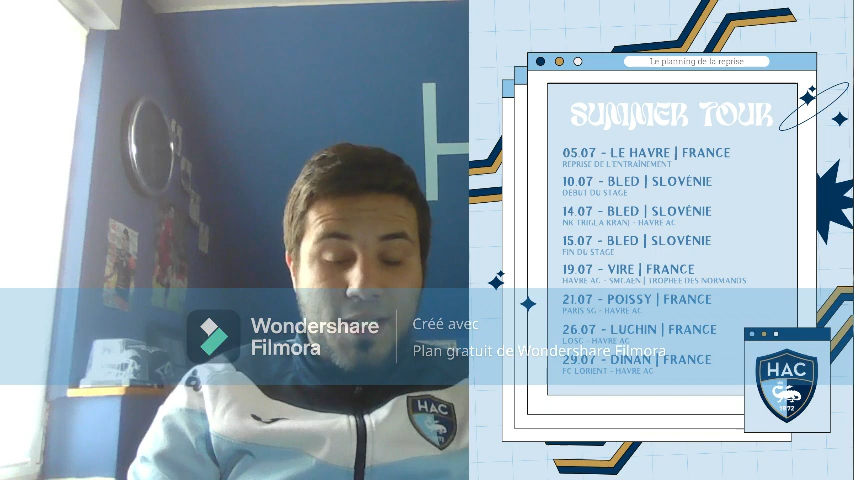 Le planning de la reprise
SUMMER TOUR
05.07 - LE HAVRE | FRANCE
REPRISE DE L'ENTRAÎNEMENT
10.07 - BLED | SLOVÉNIE
DEBUT DU STAGE
14.07 - BLED | SLOVÉNIE
NK TRIGLA KRANJ - HAVRE AC
15.07 - BLED | SLOVÉNIE
FIN DU STAGE
19.07 - VIRE | FRANCE
HAVRE AC - SMCAEN | TROPHÉE DES NORMANDS
21.07 - POISSY | FRANCE
PARIS SG - HAVRE AC
26.07 - LUCHIN | FRANCE
LOSC - HAVRE AC
29.07 - DINAN | FRANCE
FC LORIENT - HAVRE AC
HAC
1872
Wondershare
Filmora
Créé avec
Plan gratuit de Wondershare Filmora
H
HAC